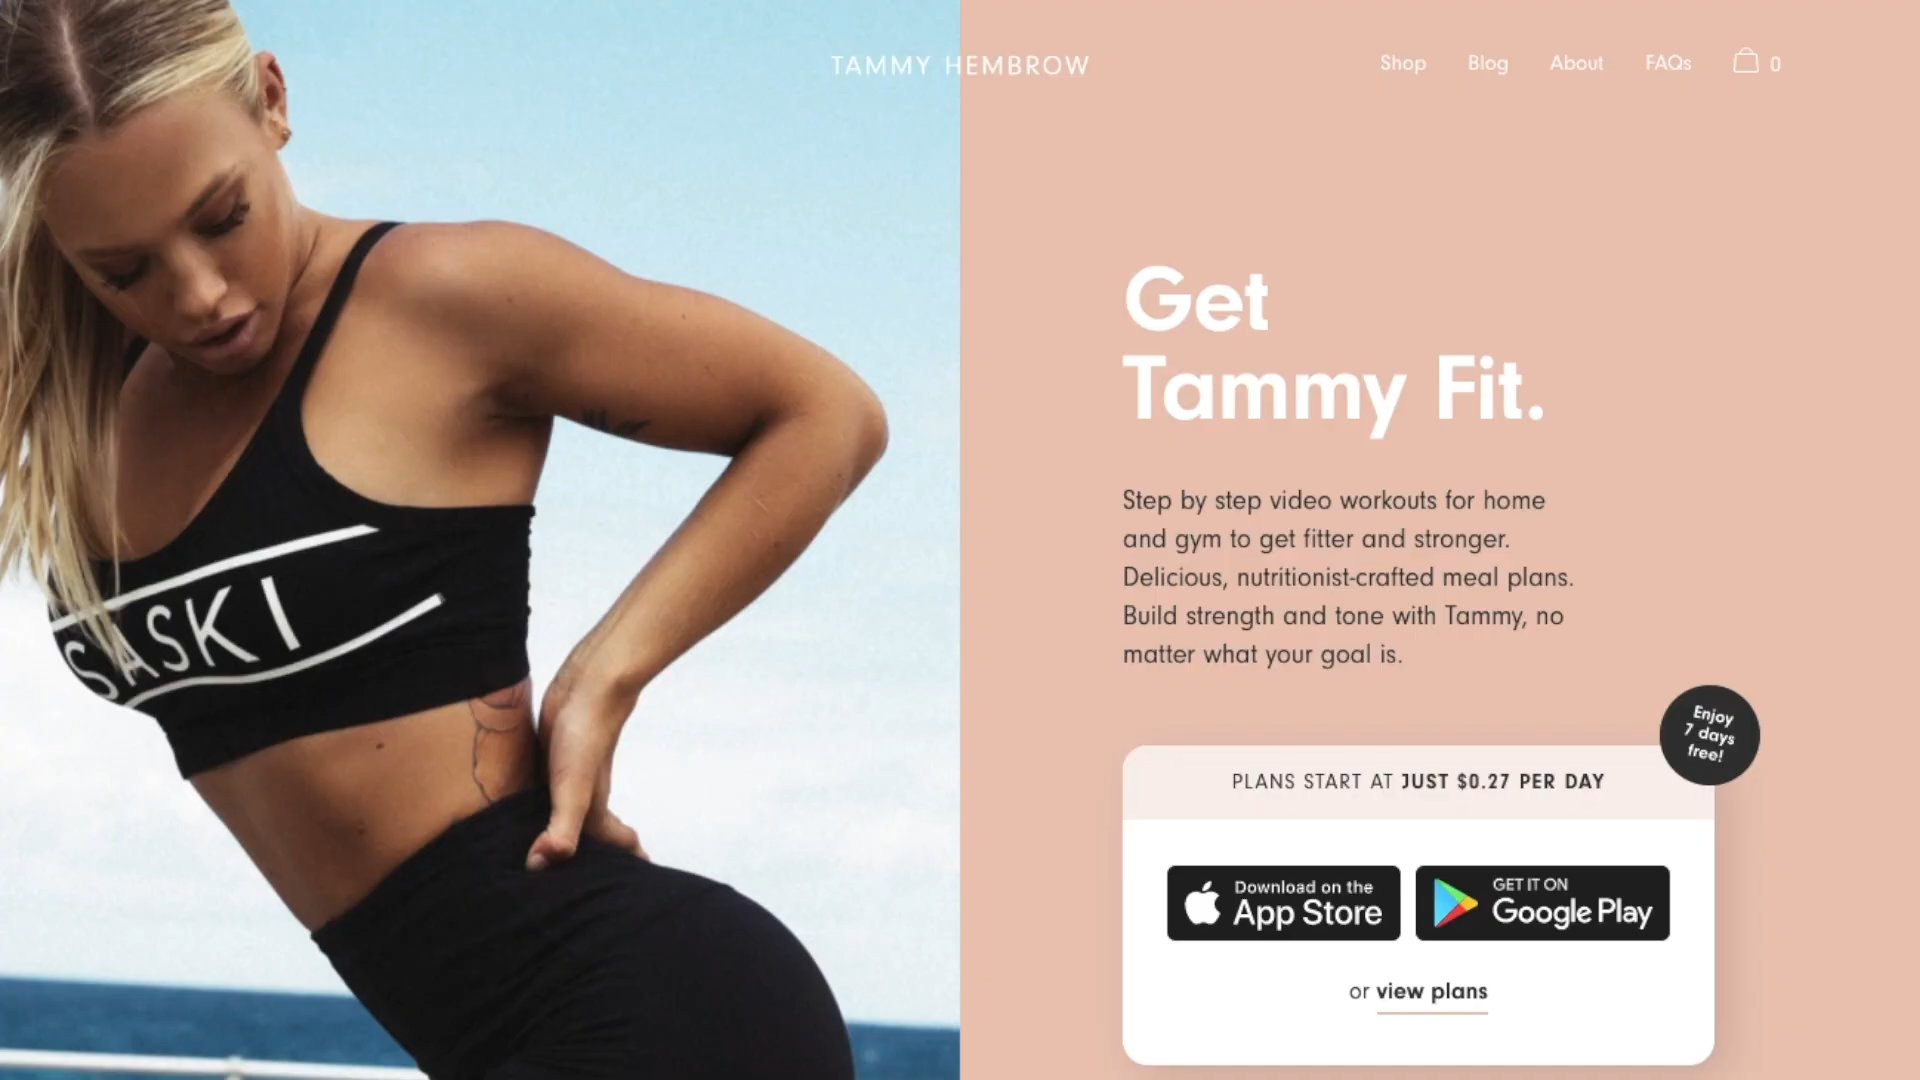 TAMMY HEMBROW
Shop Blog About FAQs 0
SASKI
Get
Tammy Fit.
Step by step video workouts for home
and gym to get fitter and stronger.
Delicious, nutritionist-crafted meal plans.
Build strength and tone with Tammy, no
matter what your goal is.
Enjoy
7 days
free!
PLANS START AT JUST $0.27 PER DAY
Download on the
App Store
GET IT ON
Google Play
or view plans